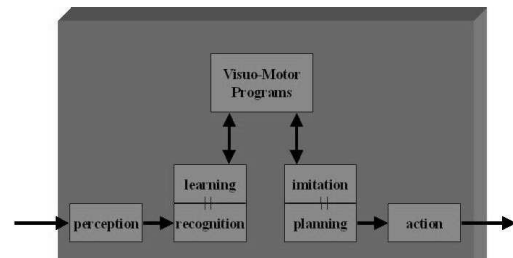 Visuo-Motor
Programs
learning
imitation
perception
recognition
planning
action